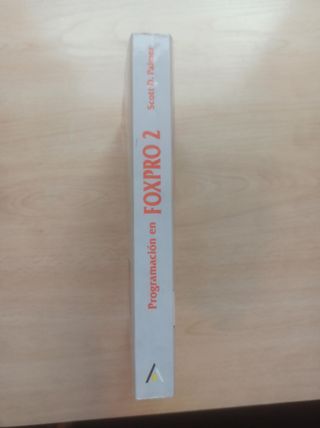 Programación en FOXPRO 2
Scott D. Palmer